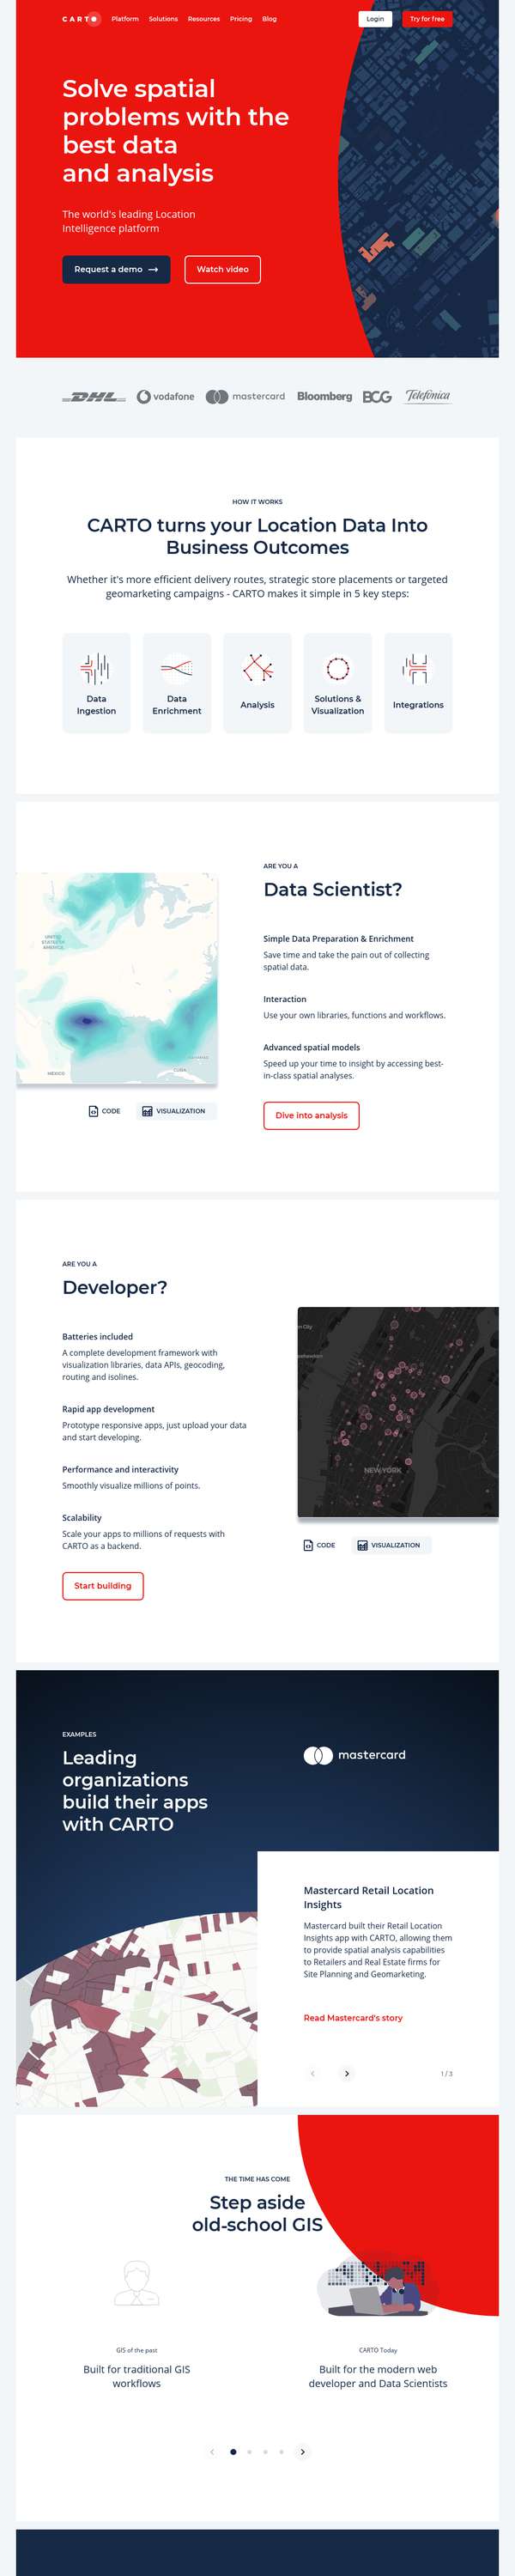 CARTO
Platform Solutions Resources Pricing Blog
Login
Try for free
Solve spatial
problems with the
best data
and analysis
The world's leading Location
Intelligence platform
Request a demo →
Watch video
DHL
vodafone
mastercard
Bloomberg
BCG
Telefónica
HOW IT WORKS
CARTO turns your Location Data Into
Business Outcomes
Whether it's more efficient delivery routes, strategic store placements or targeted
geomarketing campaigns - CARTO makes it simple in 5 key steps:
Data
Ingestion
Data
Enrichment
Analysis
Solutions &
Visualization
Integrations
UNITED
STATES OF
AMERICA
MÉXICO
CUBA
ARE YOU A
Data Scientist?
Simple Data Preparation & Enrichment
Save time and take the pain out of collecting
spatial data.
Interaction
Use your own libraries, functions and workflows.
Advanced spatial models
Speed up your time to insight by accessing best-
in-class spatial analyses.
CODE
VISUALIZATION
Dive into analysis
ARE YOU A
Developer?
Batteries included
A complete development framework with
visualization libraries, data APIs, geocoding,
routing and isolines.
Rapid app development
Prototype responsive apps, just upload your data
and start developing.
Performance and interactivity
Smoothly visualize millions of points.
Scalability
Scale your apps to millions of requests with
CARTO as a backend.
Start building
NEW YORK
CODE
VISUALIZATION
EXAMPLES
Leading
organizations
build their apps
with CARTO
mastercard
Mastercard Retail Location
Insights
Mastercard built their Retail Location
Insights app with CARTO, allowing them
to provide spatial analysis capabilities
to Retailers and Real Estate firms for
Site Planning and Geomarketing.
Read Mastercard's story
1 / 3
THE TIME HAS COME
Step aside
old-school GIS
GIS of the past
Built for traditional GIS
workflows
CARTO Today
Built for the modern web
developer and Data Scientists